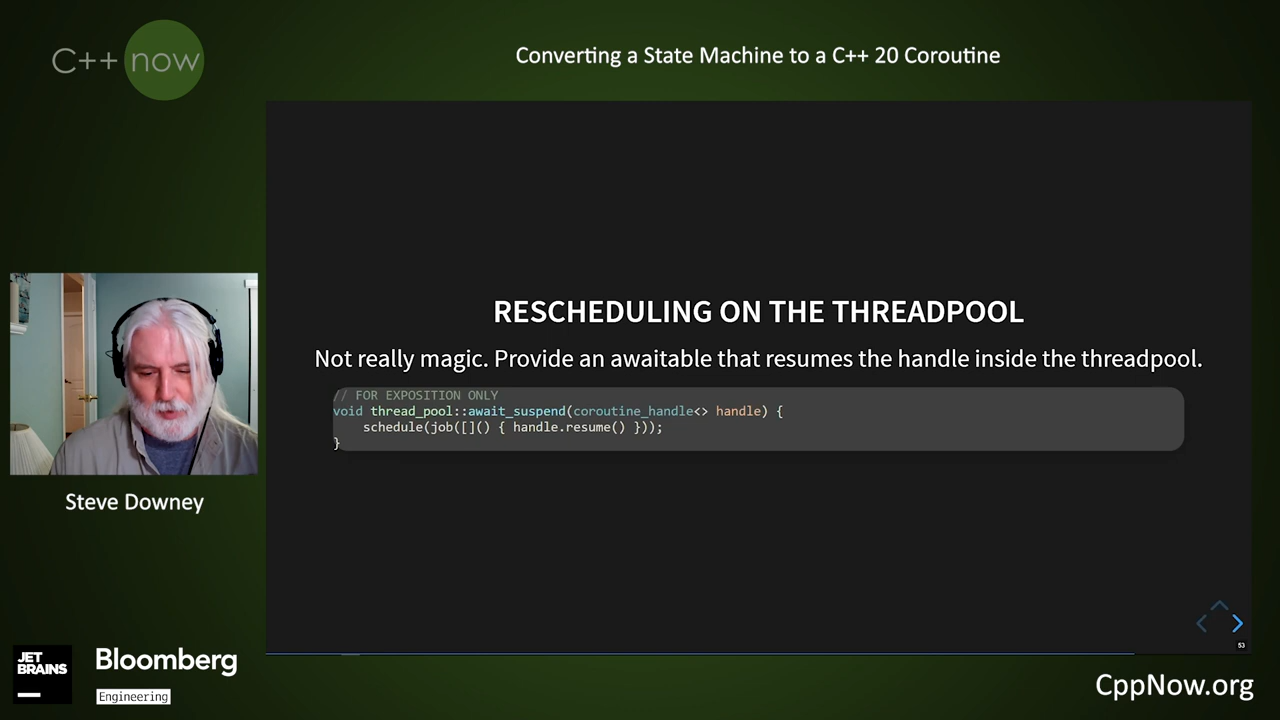 C++ now
Converting a State Machine to a C++ 20 Coroutine
RESCHEDULING ON THE THREADPOOL
Not really magic. Provide an awaitable that resumes the handle inside the threadpool.
// FOR EXPOSITION ONLY
void thread_pool::await_suspend(coroutine_handle<> handle) {
    schedule(job([]() { handle.resume() }));
}
Steve Downey
53
JET
BRAINS
Bloomberg
Engineering
CppNow.org